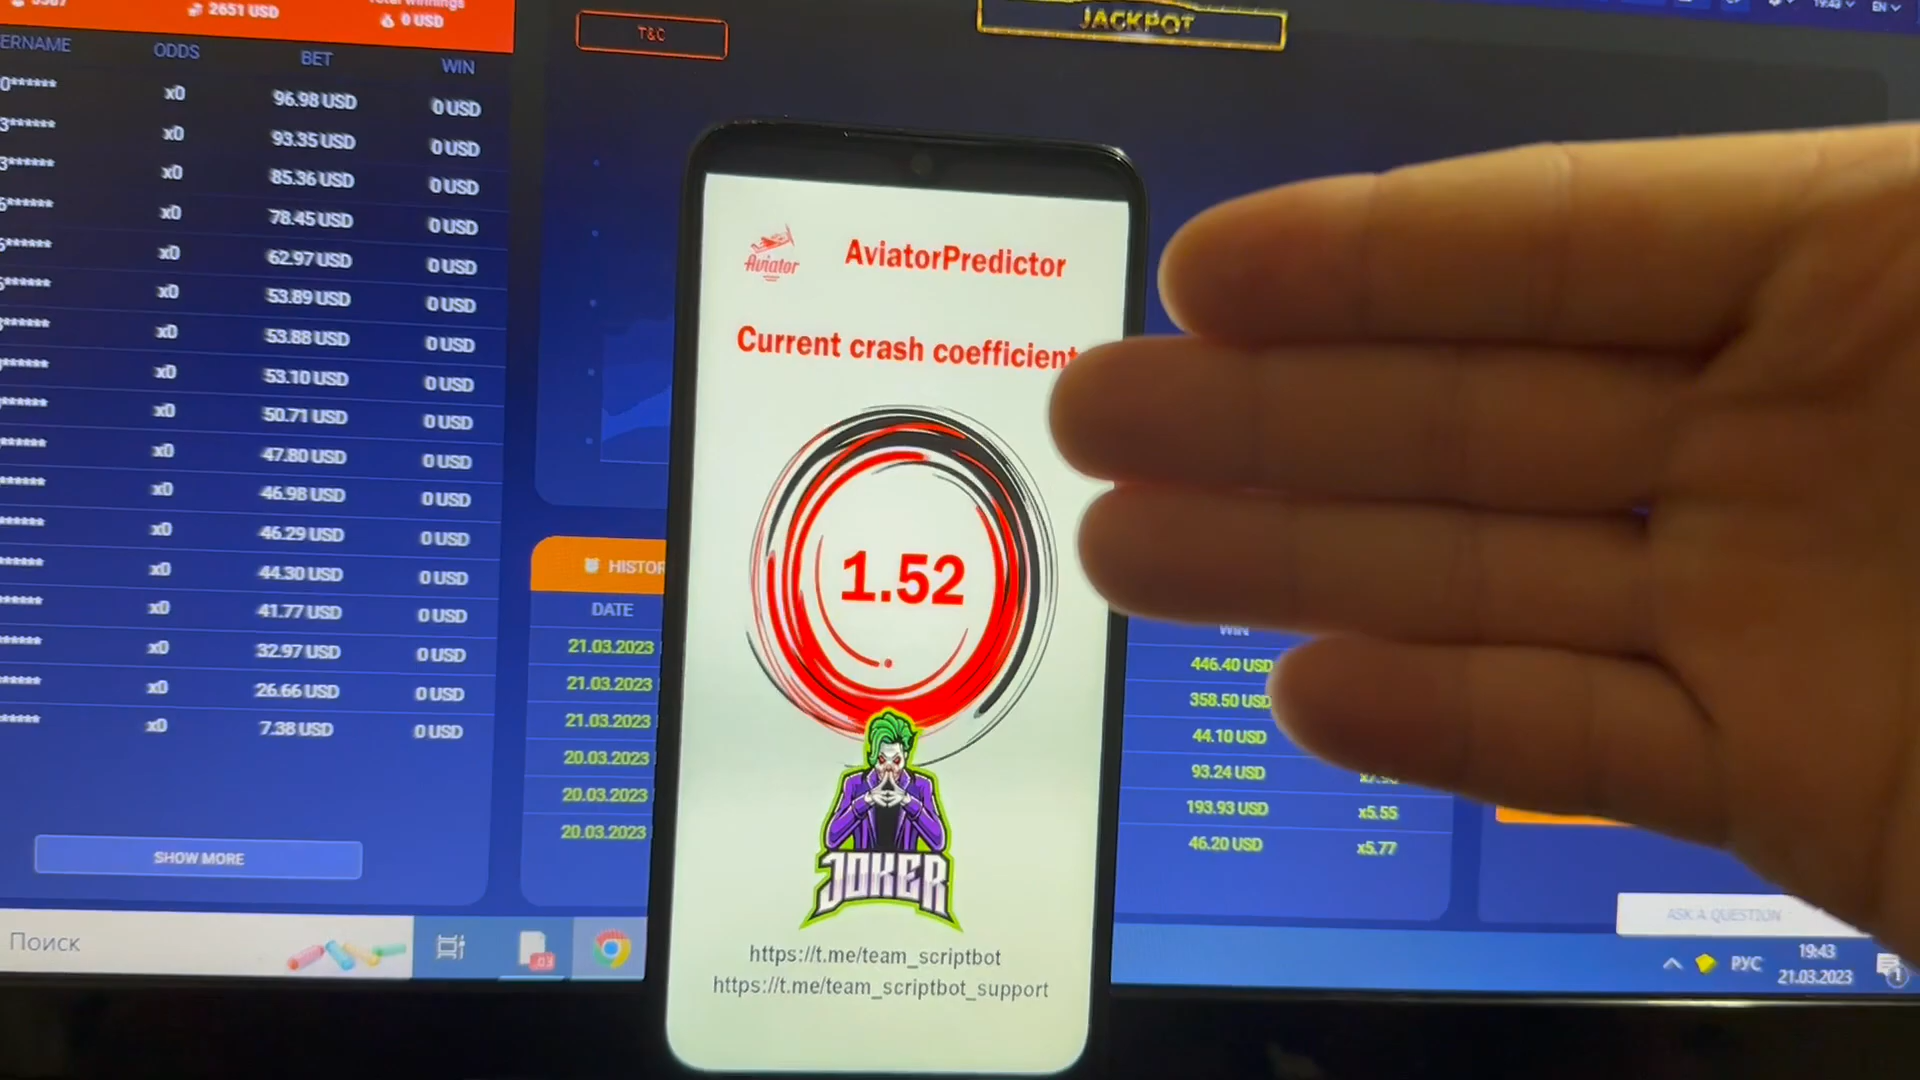 2651 USD
0 USD
T&C
JACKPOT
19:43
EN
ODDS
BET
WIN
x0 96.98 USD 0 USD
x0 93.35 USD 0 USD
x0 85.36 USD 0 USD
x0 78.45 USD 0 USD
x0 62.97 USD 0 USD
x0 53.89 USD 0 USD
x0 53.88 USD 0 USD
x0 53.10 USD 0 USD
x0 50.71 USD 0 USD
x0 47.80 USD 0 USD
x0 46.98 USD 0 USD
x0 46.29 USD 0 USD
x0 44.30 USD 0 USD
x0 41.77 USD 0 USD
x0 32.97 USD 0 USD
x0 26.66 USD 0 USD
x0 7.38 USD 0 USD
SHOW MORE
Aviator
AviatorPredictor
Current crash coefficient
1.52
JOKER
https://t.me/team_scriptbot
https://t.me/team_scriptbot_support
DATE
WIN
21.03.2023 446.40 USD
21.03.2023 358.50 USD
21.03.2023 44.10 USD
20.03.2023 93.24 USD
20.03.2023 193.93 USD x5.55
20.03.2023 46.20 USD x5.77
ASK A QUESTION
Поиск
РУС
19:43
21.03.2023
1